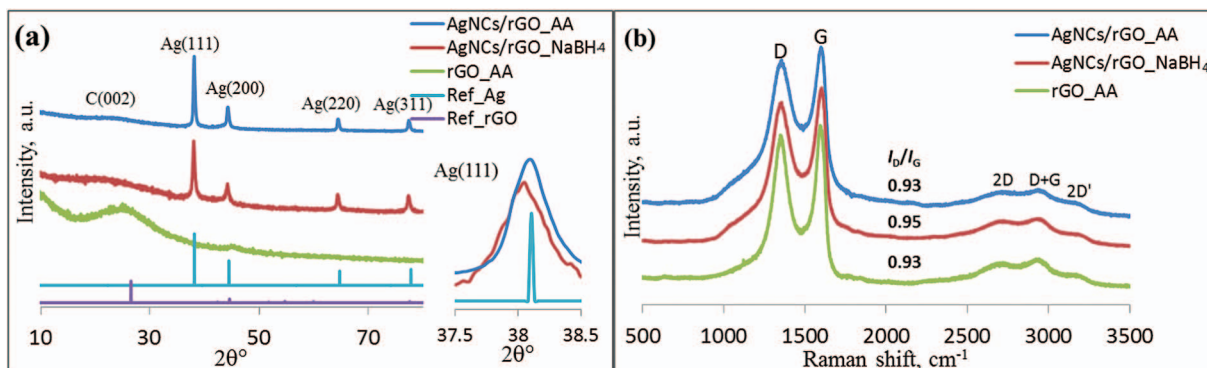 (a)
AgNCs/rGO_AA
AgNCs/rGO_NaBH₄
rGO_AA
Ref_Ag
Ref_rGO
Ag(111)
C(002)
Ag(200)
Ag(220)
Ag(311)
Intensity, a.u.
10
30
50
70
2θ°
Ag(111)
37.5
38
38.5
2θ°
(b)
AgNCs/rGO_AA
AgNCs/rGO_NaBH₄
rGO_AA
D
G
I_D/I_G
0.93
0.95
0.93
2D
D+G
2D'
Intensity, a.u.
500
1000
1500
2000
2500
3000
3500
Raman shift, cm⁻¹